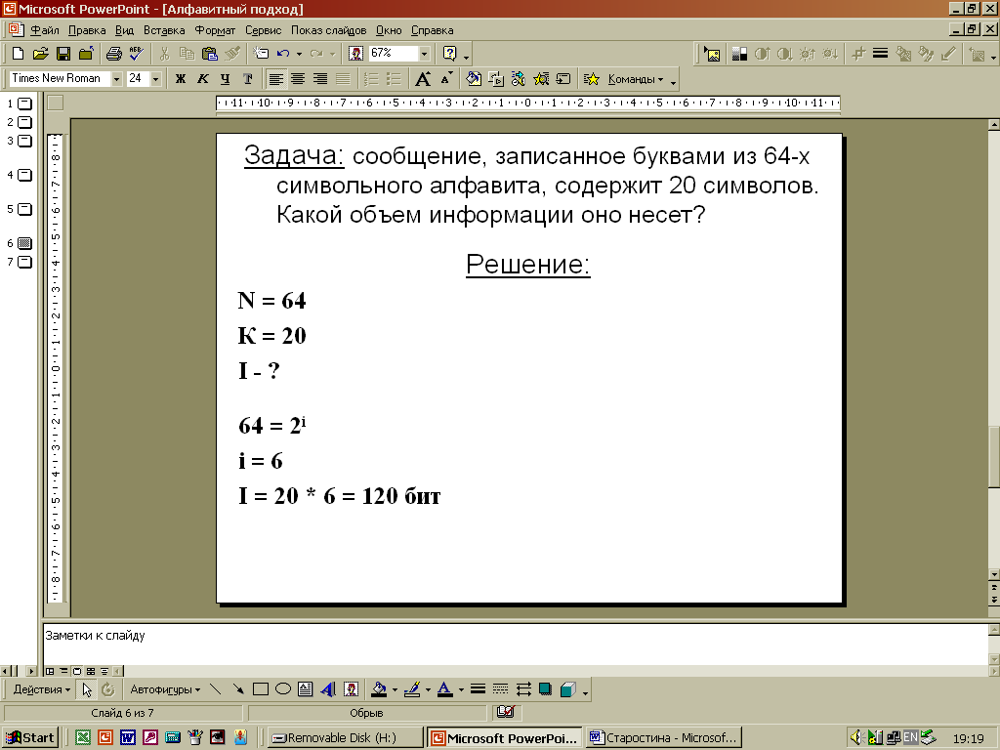 Microsoft PowerPoint - [Алфавитный подход]
Файл Правка Вид Вставка Формат Сервис Показ слайдов Окно Справка
67%
Times New Roman 24 Ж К Ч Команды
1
2
3
4
5
6
7
Задача: сообщение, записанное буквами из 64-х
символьного алфавита, содержит 20 символов.
Какой объем информации оно несет?
Решение:
N = 64
К = 20
I - ?
64 = 2ⁱ
i = 6
I = 20 * 6 = 120 бит
Заметки к слайду
Действия Автофигуры
Слайд 6 из 7 Обрыв
Start Removable Disk (H:) Microsoft PowerPoi... Старостина - Microsof... EN 19:19